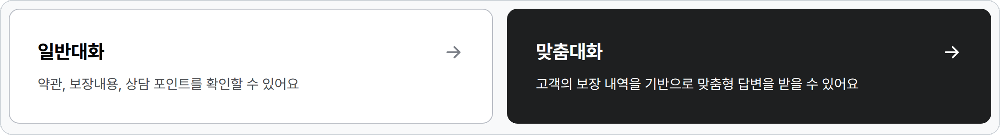 일반대화
약관, 보장내용, 상담 포인트를 확인할 수 있어요
맞춤대화
고객의 보장 내역을 기반으로 맞춤형 답변을 받을 수 있어요